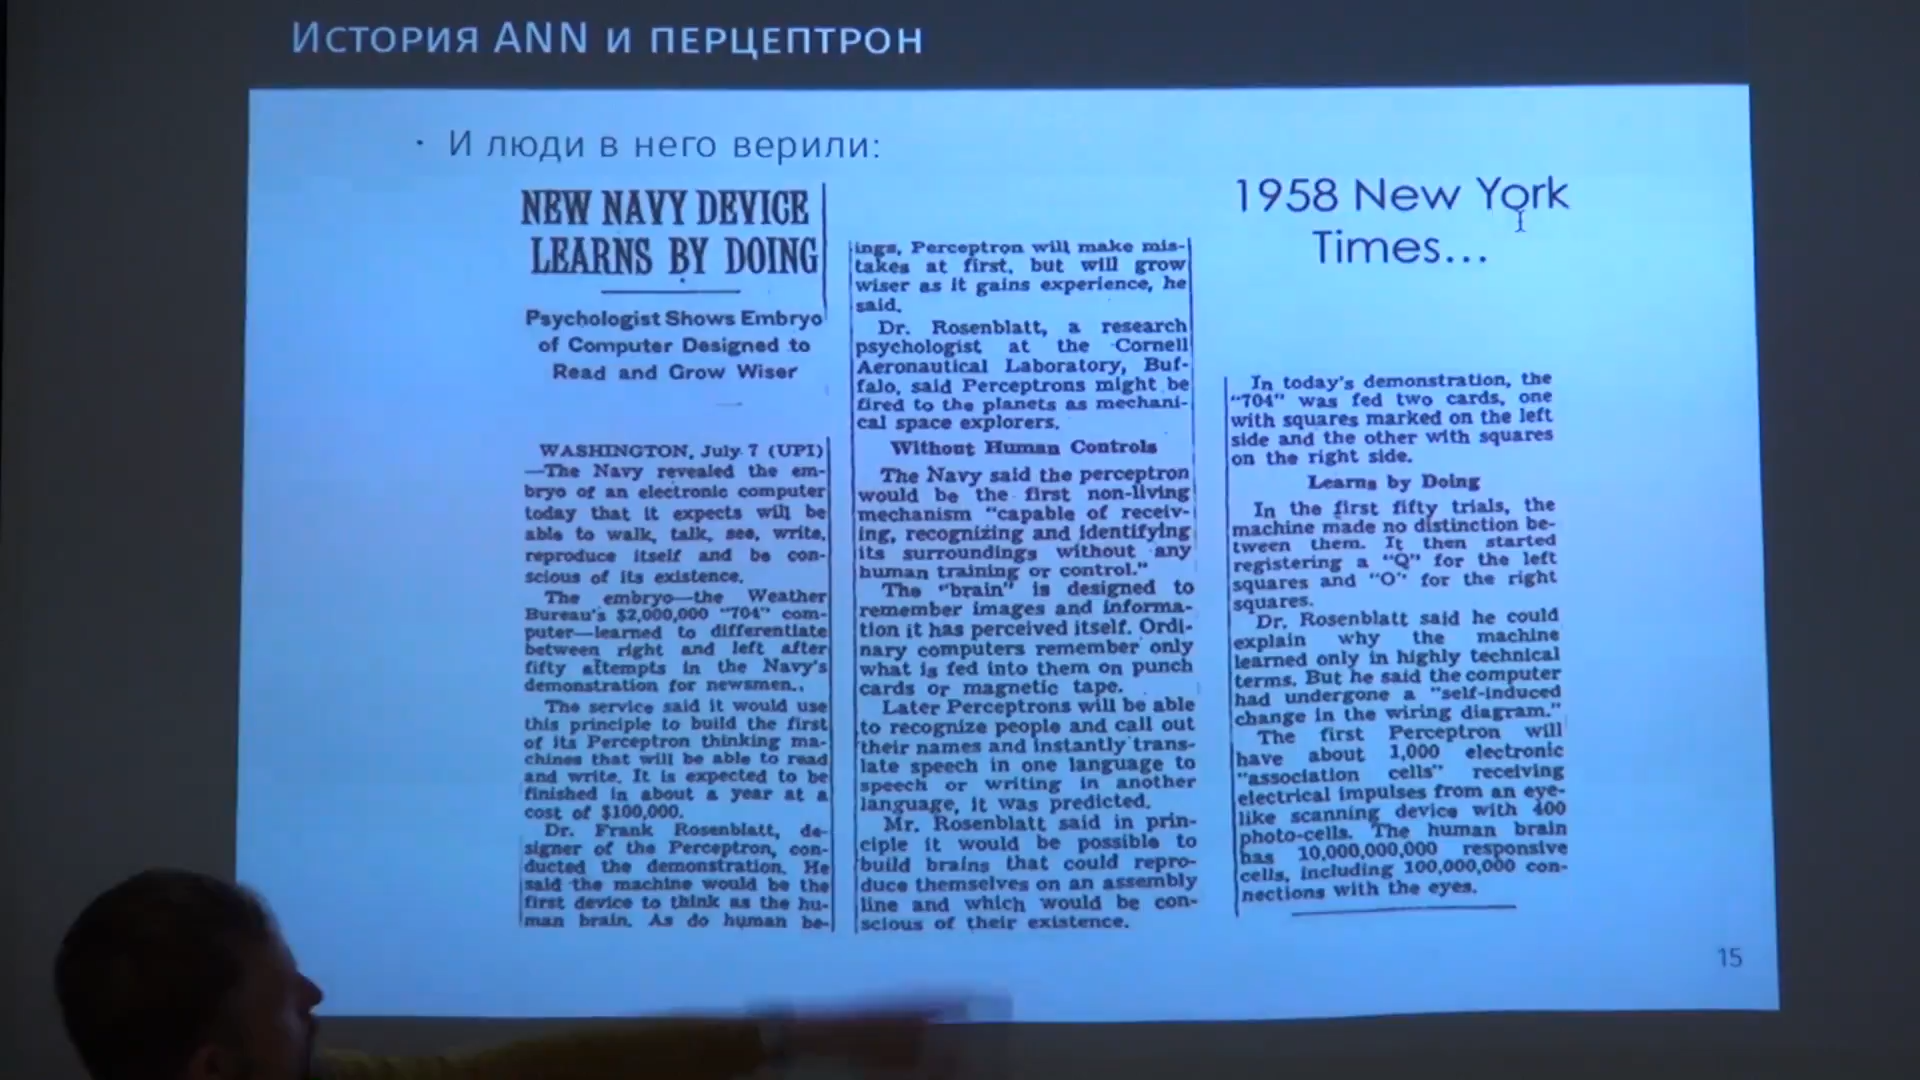 История ANN и перцептрон
· И люди в него верили:
NEW NAVY DEVICE
LEARNS BY DOING
Psychologist Shows Embryo
of Computer Designed to
Read and Grow Wiser
WASHINGTON, July 7 (UPI)
—The Navy revealed the em-
bryo of an electronic computer
today that it expects will be
able to walk, talk, see, write,
reproduce itself and be con-
scious of its existence.
The embryo—the Weather
Bureau's $2,000,000 "704" com-
puter—learned to differentiate
between right and left after
fifty attempts in the Navy's
demonstration for newsmen.
The service said it would use
this principle to build the first
of its Perceptron thinking ma-
chines that will be able to read
and write. It is expected to be
finished in about a year at a
cost of $100,000.
Dr. Frank Rosenblatt, de-
signer of the Perceptron, con-
ducted the demonstration. He
said the machine would be the
first device to think as the hu-
man brain. As do human be-
ings, Perceptron will make mis-
takes at first, but will grow
wiser as it gains experience, he
said.
Dr. Rosenblatt, a research
psychologist at the Cornell
Aeronautical Laboratory, Buf-
falo, said Perceptrons might be
fired to the planets as mechani-
cal space explorers.
Without Human Controls
The Navy said the perceptron
would be the first non-living
mechanism "capable of receiv-
ing, recognizing and identifying
its surroundings without any
human training or control."
The "brain" is designed to
remember images and informa-
tion it has perceived itself. Ordi-
nary computers remember only
what is fed into them on punch
cards or magnetic tape.
Later Perceptrons will be able
to recognize people and call out
their names and instantly trans-
late speech in one language to
speech or writing in another
language, it was predicted.
Mr. Rosenblatt said in prin-
ciple it would be possible to
build brains that could repro-
duce themselves on an assembly
line and which would be con-
scious of their existence.
1958 New York
Times...
In today's demonstration, the
"704" was fed two cards, one
with squares marked on the left
side and the other with squares
on the right side.
Learns by Doing
In the first fifty trials, the
machine made no distinction be-
tween them. It then started
registering a "Q" for the left
squares and "O" for the right
squares.
Dr. Rosenblatt said he could
explain why the machine
learned only in highly technical
terms. But he said the computer
had undergone a "self-induced
change in the wiring diagram."
The first Perceptron will
have about 1,000 electronic
"association cells" receiving
electrical impulses from an eye-
like scanning device with 400
photo-cells. The human brain
has 10,000,000,000 responsive
cells, including 100,000,000 con-
nections with the eyes.
15